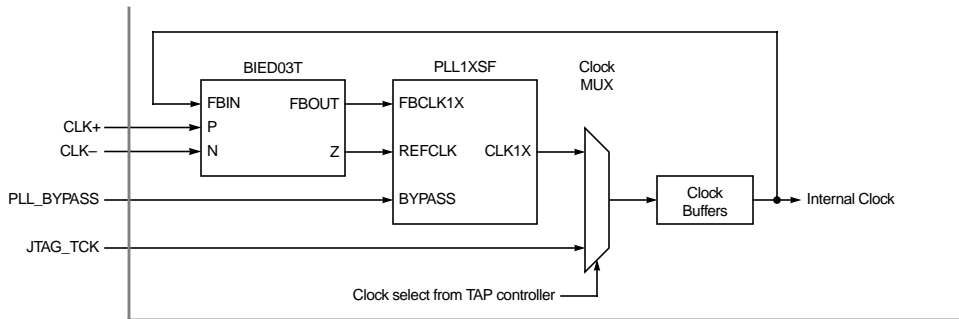 BIED03T
PLL1XSF
Clock
MUX
FBIN
FBOUT
FBCLK1X
CLK+
P
CLK–
N
Z
REFCLK
CLK1X
PLL_BYPASS
BYPASS
Clock
Buffers
Internal Clock
JTAG_TCK
Clock select from TAP controller